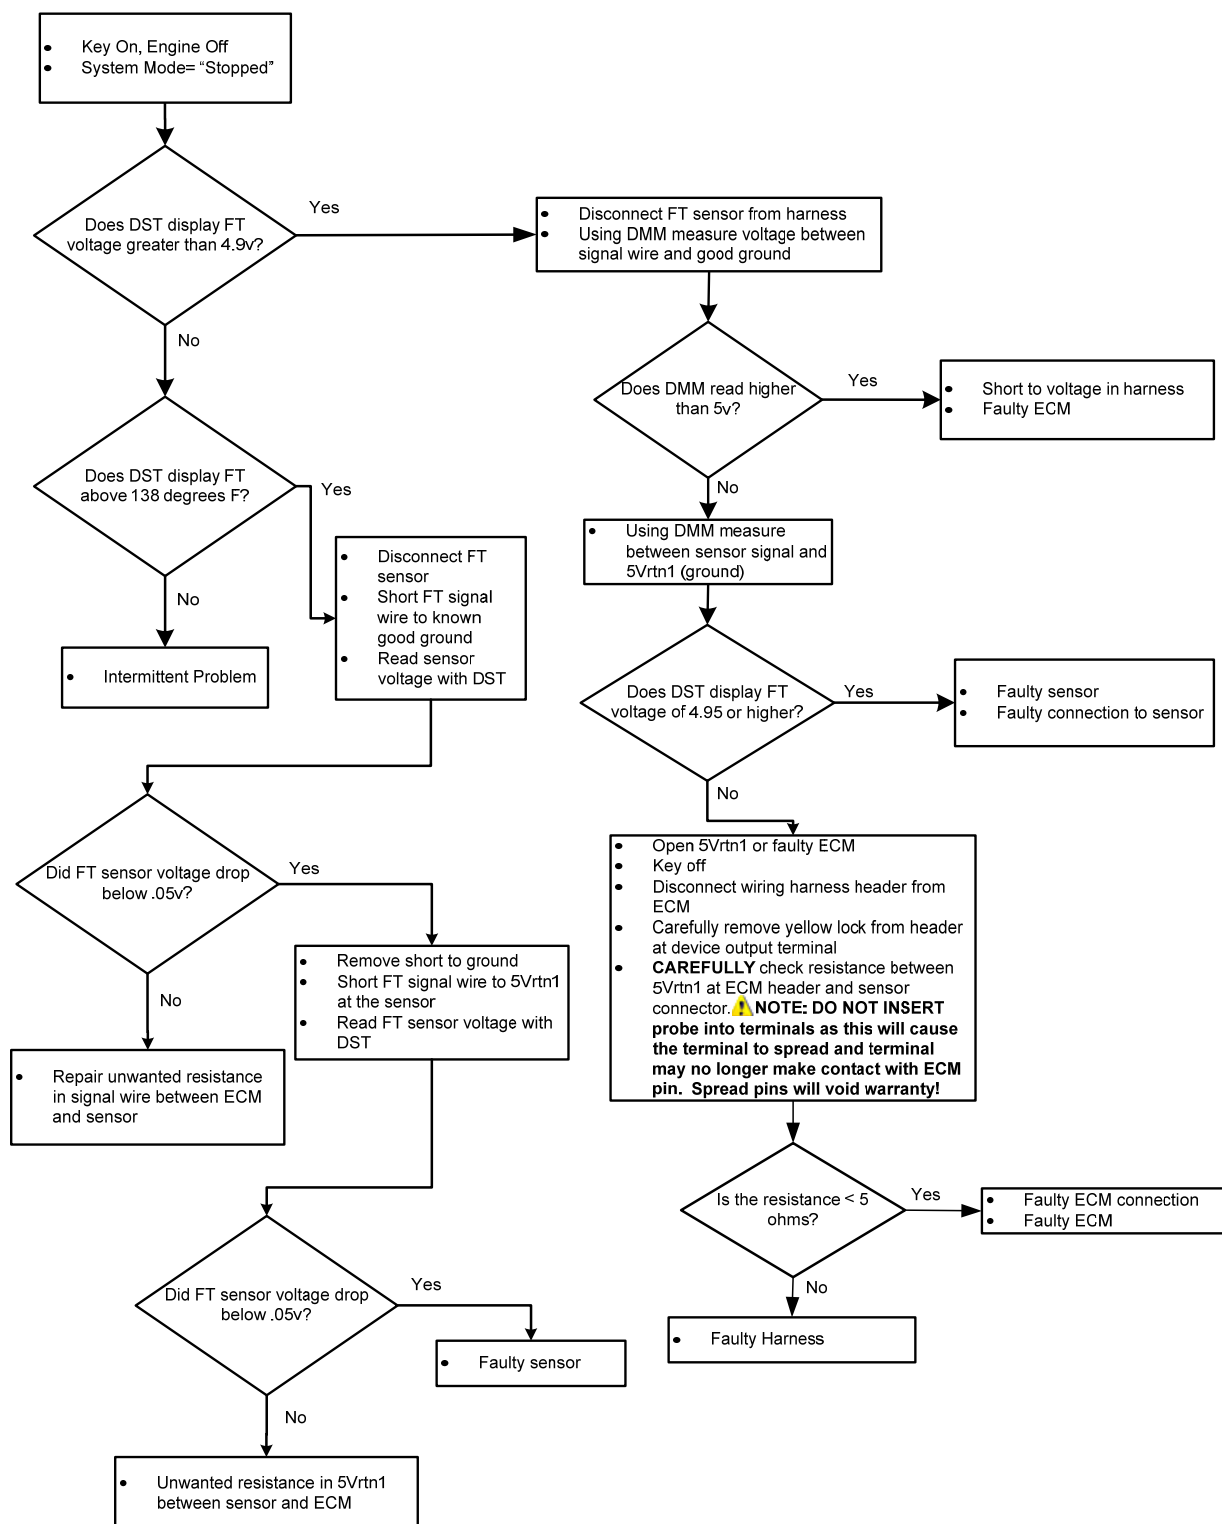 Key On, Engine Off
System Mode= “Stopped”
Does DST display FT
voltage greater than 4.9v?
Yes
Disconnect FT sensor from harness
Using DMM measure voltage between
signal wire and good ground
No
Does DMM read higher
than 5v?
Yes
Short to voltage in harness
Faulty ECM
Does DST display FT
above 138 degrees F?
Yes
No
Using DMM measure
between sensor signal and
5Vrtn1 (ground)
Disconnect FT
sensor
Short FT signal
wire to known
good ground
Read sensor
voltage with DST
No
Intermittent Problem
Does DST display FT
voltage of 4.95 or higher?
Yes
Faulty sensor
Faulty connection to sensor
No
Did FT sensor voltage drop
below .05v?
Yes
Open 5Vrtn1 or faulty ECM
Key off
Disconnect wiring harness header from
ECM
Carefully remove yellow lock from header
at device output terminal
CAREFULLY check resistance between
5Vrtn1 at ECM header and sensor
connector. NOTE: DO NOT INSERT
probe into terminals as this will cause
the terminal to spread and terminal
may no longer make contact with ECM
pin. Spread pins will void warranty!
Remove short to ground
Short FT signal wire to 5Vrtn1
at the sensor
Read FT sensor voltage with
DST
No
Repair unwanted resistance
in signal wire between ECM
and sensor
Is the resistance < 5
ohms?
Yes
Faulty ECM connection
Faulty ECM
No
Faulty Harness
Did FT sensor voltage drop
below .05v?
Yes
Faulty sensor
No
Unwanted resistance in 5Vrtn1
between sensor and ECM